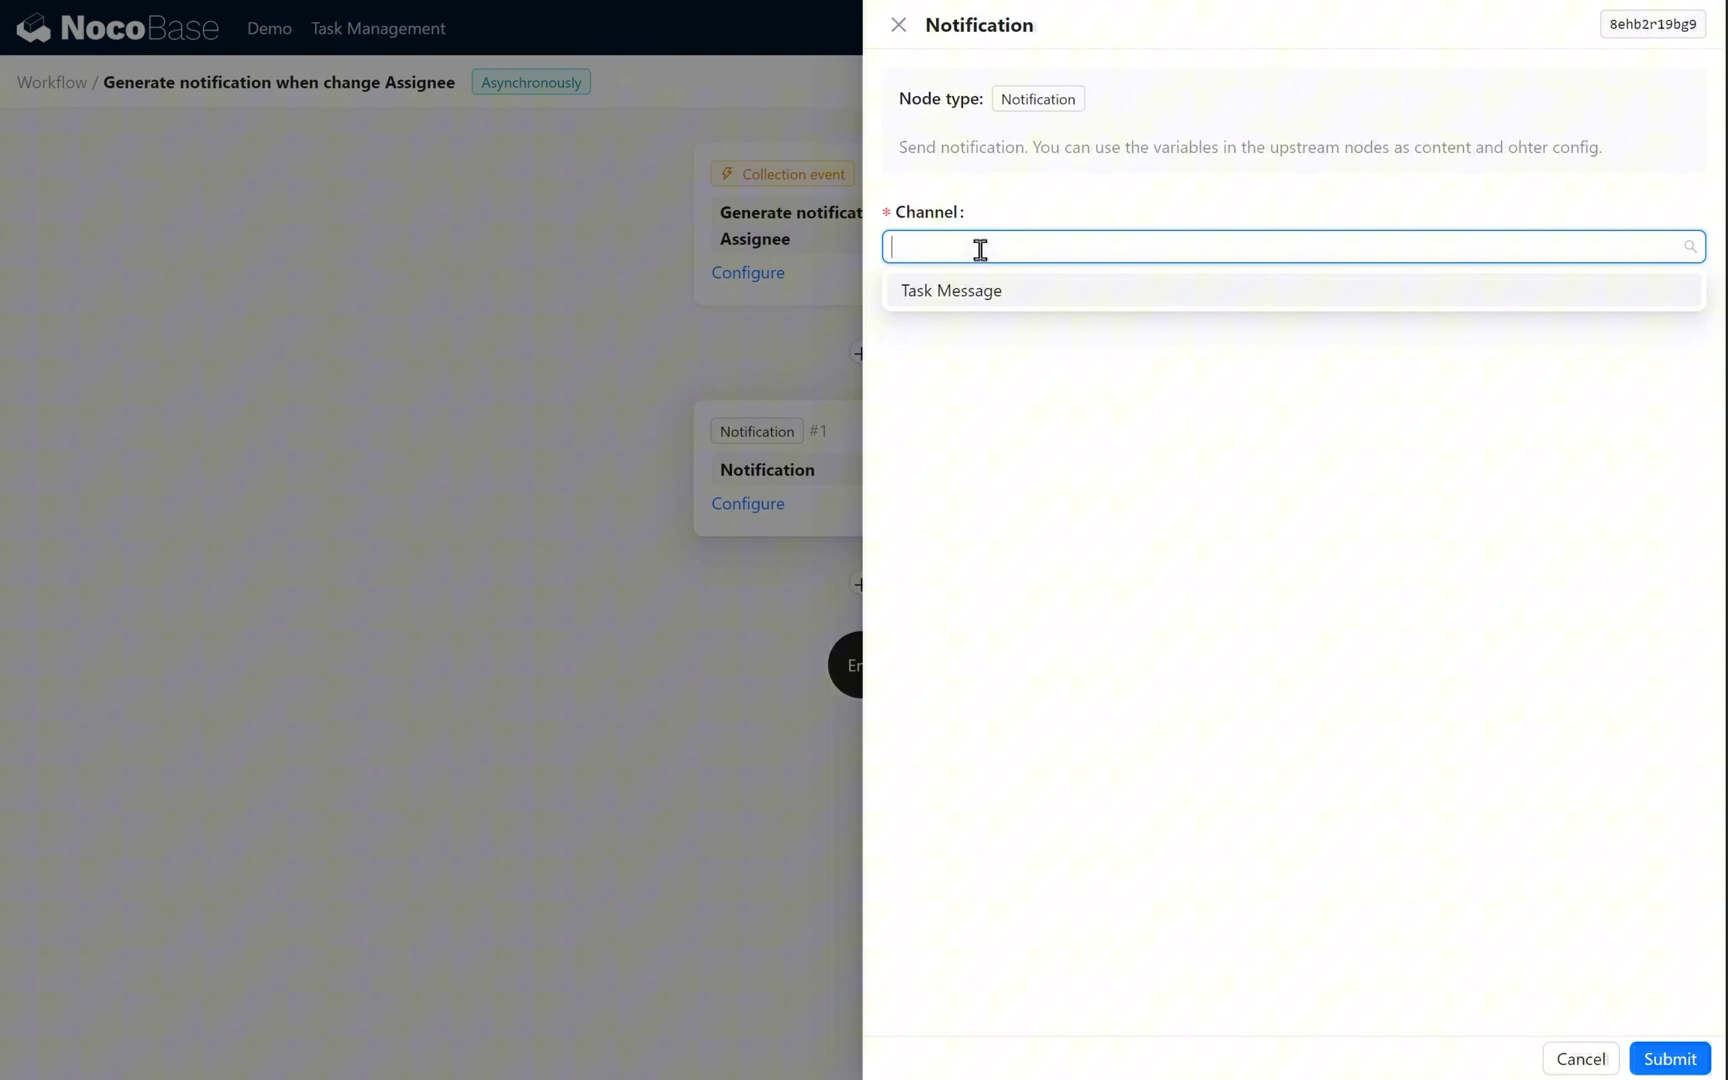 NocoBase Demo Task Management
Workflow / Generate notification when change Assignee Asynchronously
Collection event
Generate notificat
Assignee
Configure
Notification #1
Notification
Configure
En
Notification 8ehb2r19bg9
Node type: Notification
Send notification. You can use the variables in the upstream nodes as content and ohter config.
* Channel:
Task Message
Cancel Submit